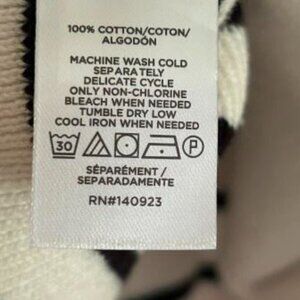 100% COTTON/COTON/
ALGODÓN
MACHINE WASH COLD
SEPARATELY
DELICATE CYCLE
ONLY NON-CHLORINE
BLEACH WHEN NEEDED
TUMBLE DRY LOW
COOL IRON WHEN NEEDED
30 P
SÉPARÉMENT /
SEPARADAMENTE
RN#140923